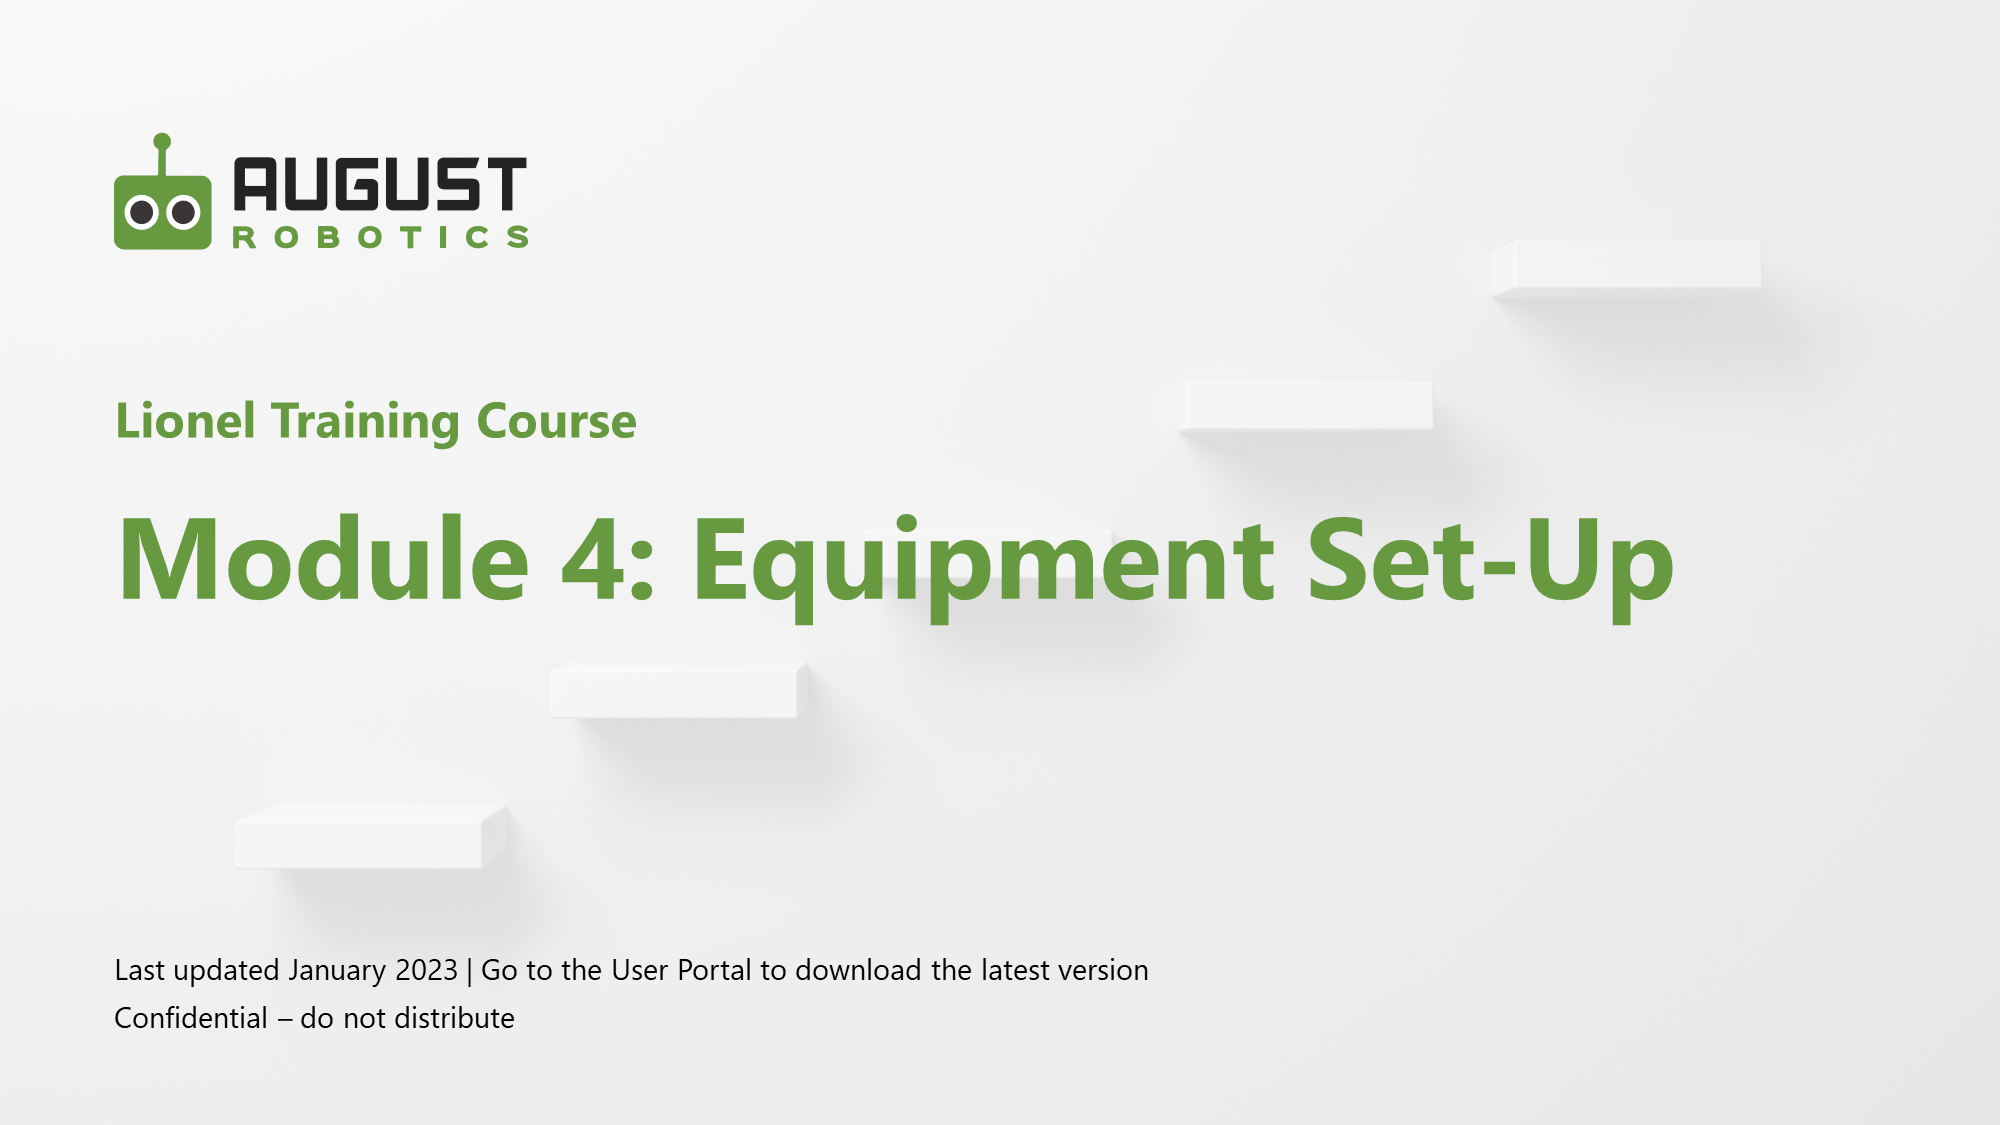 AUGUST
ROBOTICS
Lionel Training Course
Module 4: Equipment Set-Up
Last updated January 2023 | Go to the User Portal to download the latest version
Confidential – do not distribute